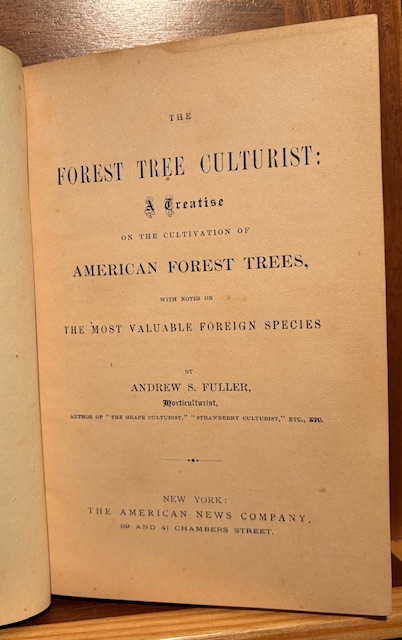 THE
FOREST TREE CULTURIST:
A Treatise
ON THE CULTIVATION OF
AMERICAN FOREST TREES,
WITH NOTES ON
THE MOST VALUABLE FOREIGN SPECIES
BY
ANDREW S. FULLER,
Horticulturist,
AUTHOR OF "THE GRAPE CULTURIST," "STRAWBERRY CULTURIST," ETC., ETC.
NEW YORK:
THE AMERICAN NEWS COMPANY,
39 AND 41 CHAMBERS STREET.